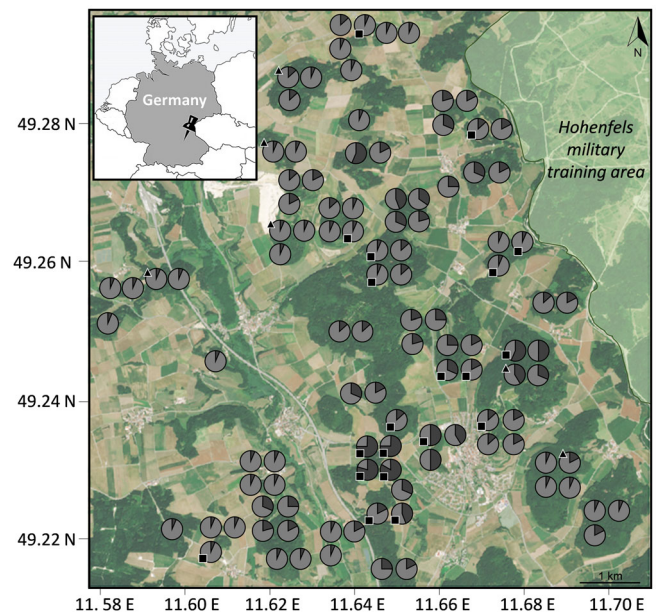 Germany
N
Hohenfels
military
training area
49.28 N
49.26 N
49.24 N
49.22 N
1 km
11.58 E
11.60 E
11.62 E
11.64 E
11.66 E
11.68 E
11.70 E